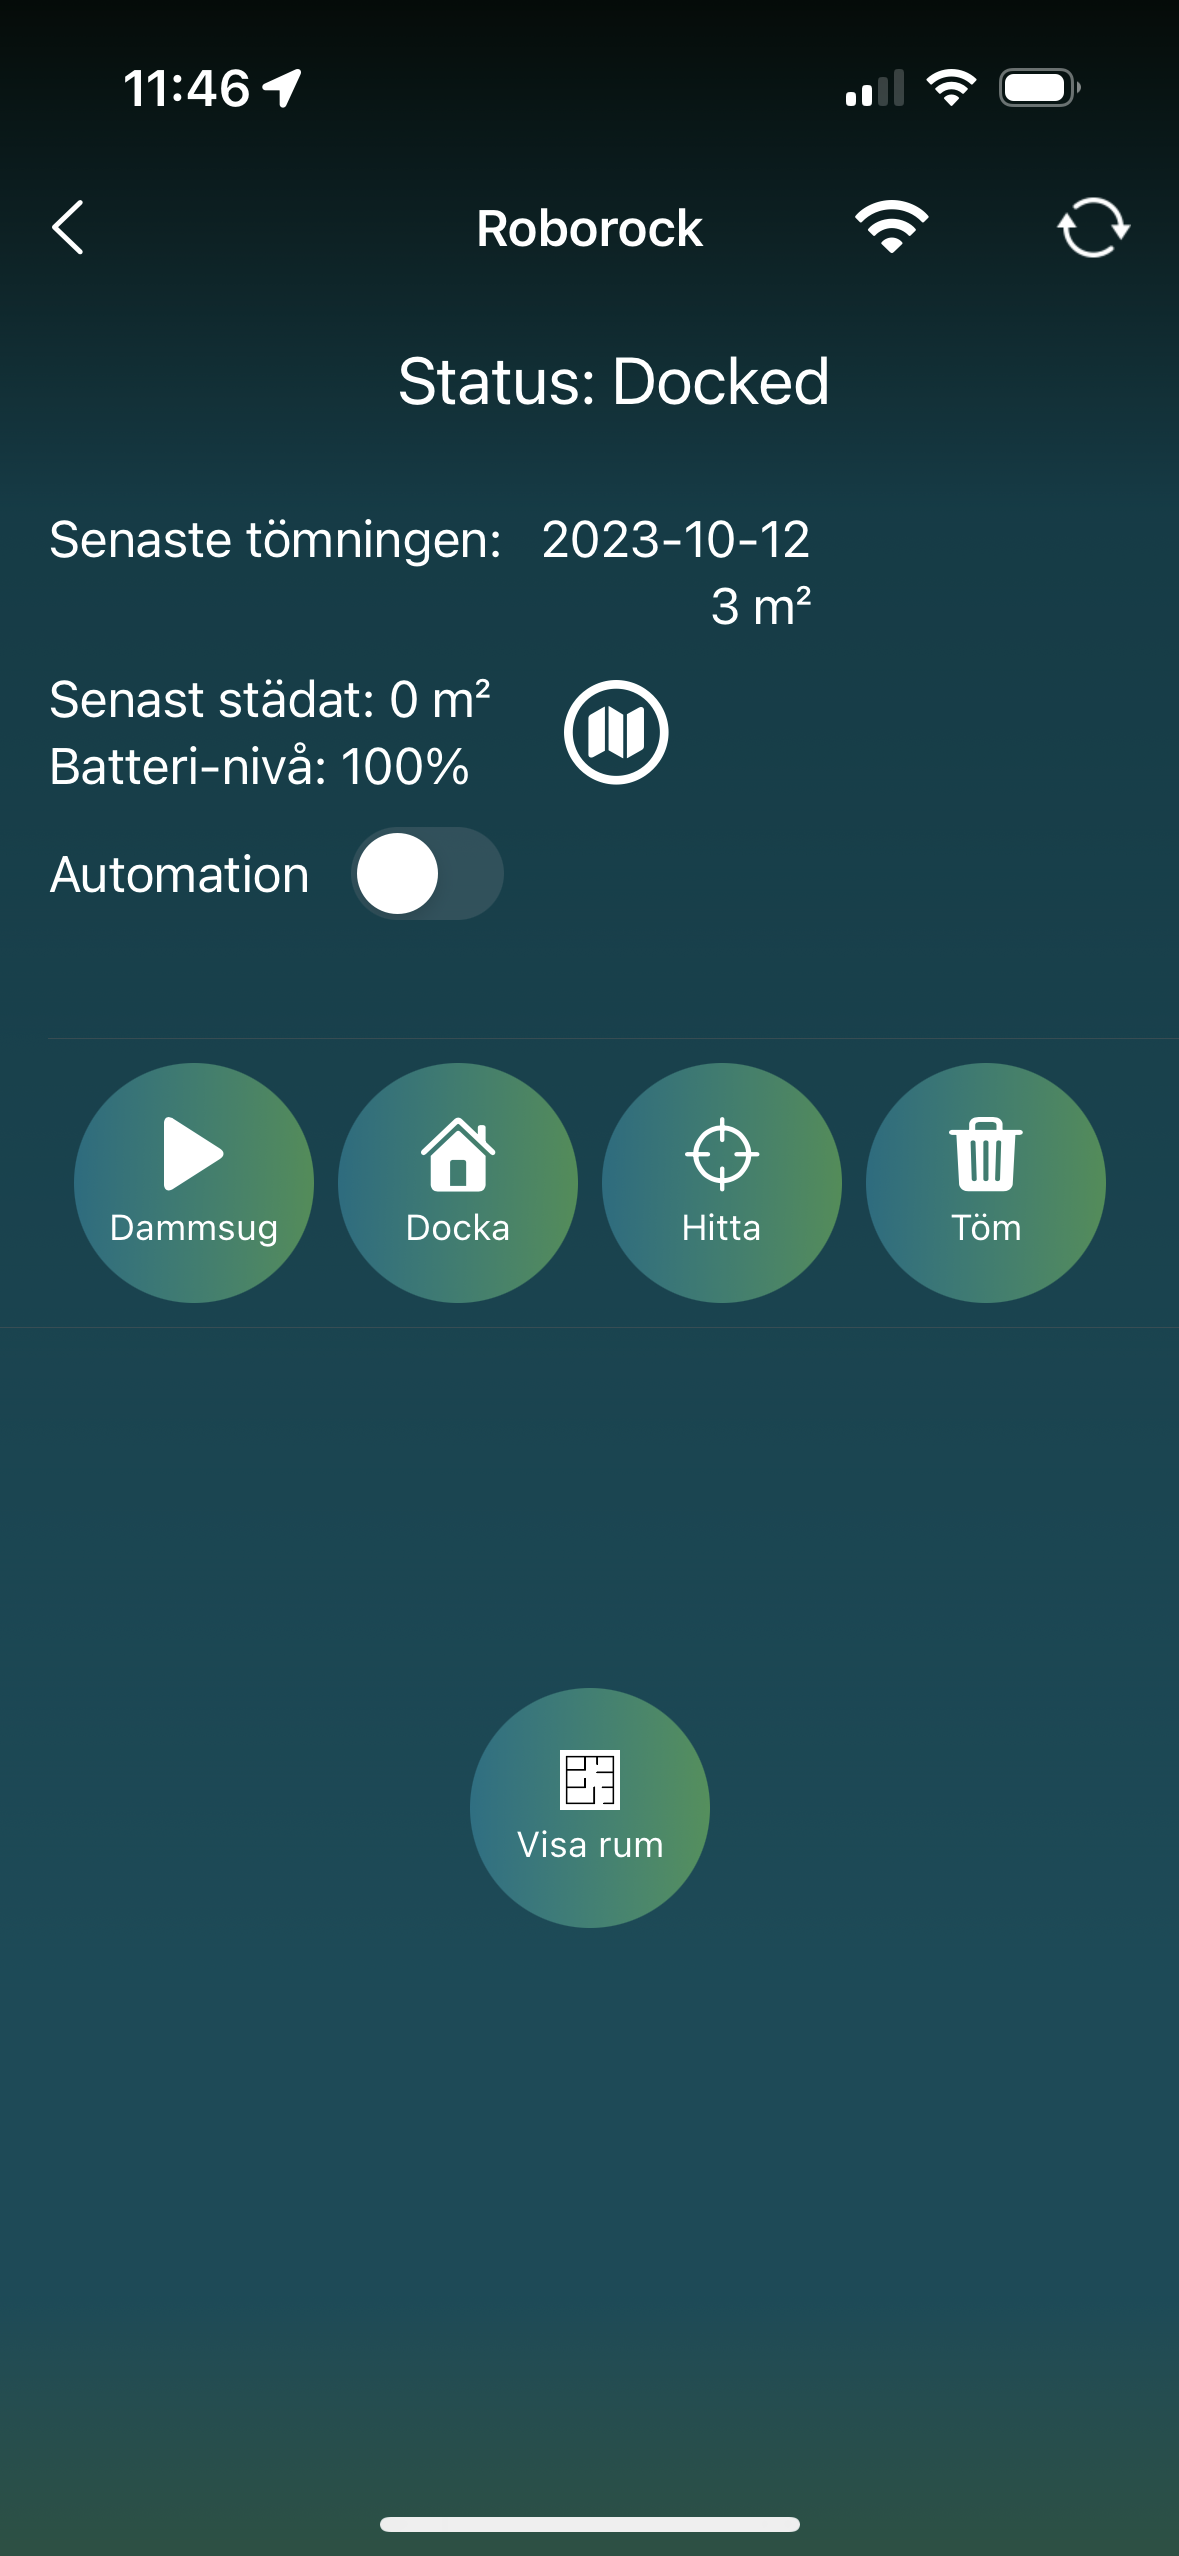 11:46
Roborock
Status: Docked
Senaste tömningen: 2023-10-12
3 m²
Senast städat: 0 m²
Batteri-nivå: 100%
Automation
Dammsug
Docka
Hitta
Töm
Visa rum